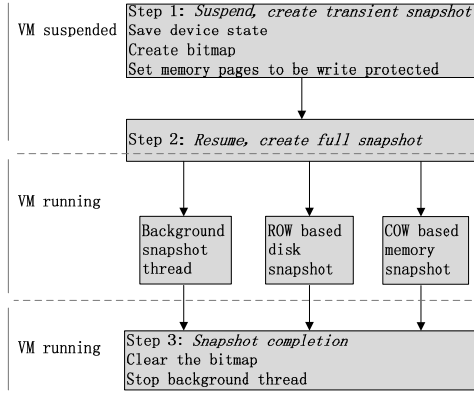 VM suspended
Step 1: Suspend, create transient snapshot
Save device state
Create bitmap
Set memory pages to be write protected
Step 2: Resume, create full snapshot
VM running
Background
snapshot
thread
ROW based
disk
snapshot
COW based
memory
snapshot
VM running
Step 3: Snapshot completion
Clear the bitmap
Stop background thread